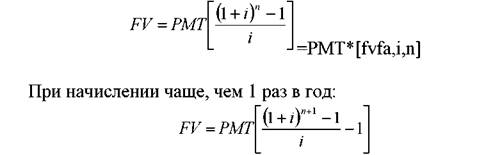 FV = PMT[((1+i)^n − 1)/i]=PMT*[fvfa,i,n]
При начислении чаще, чем 1 раз в год:
FV = PMT[((1+i)^{n+1} − 1)/i − 1]